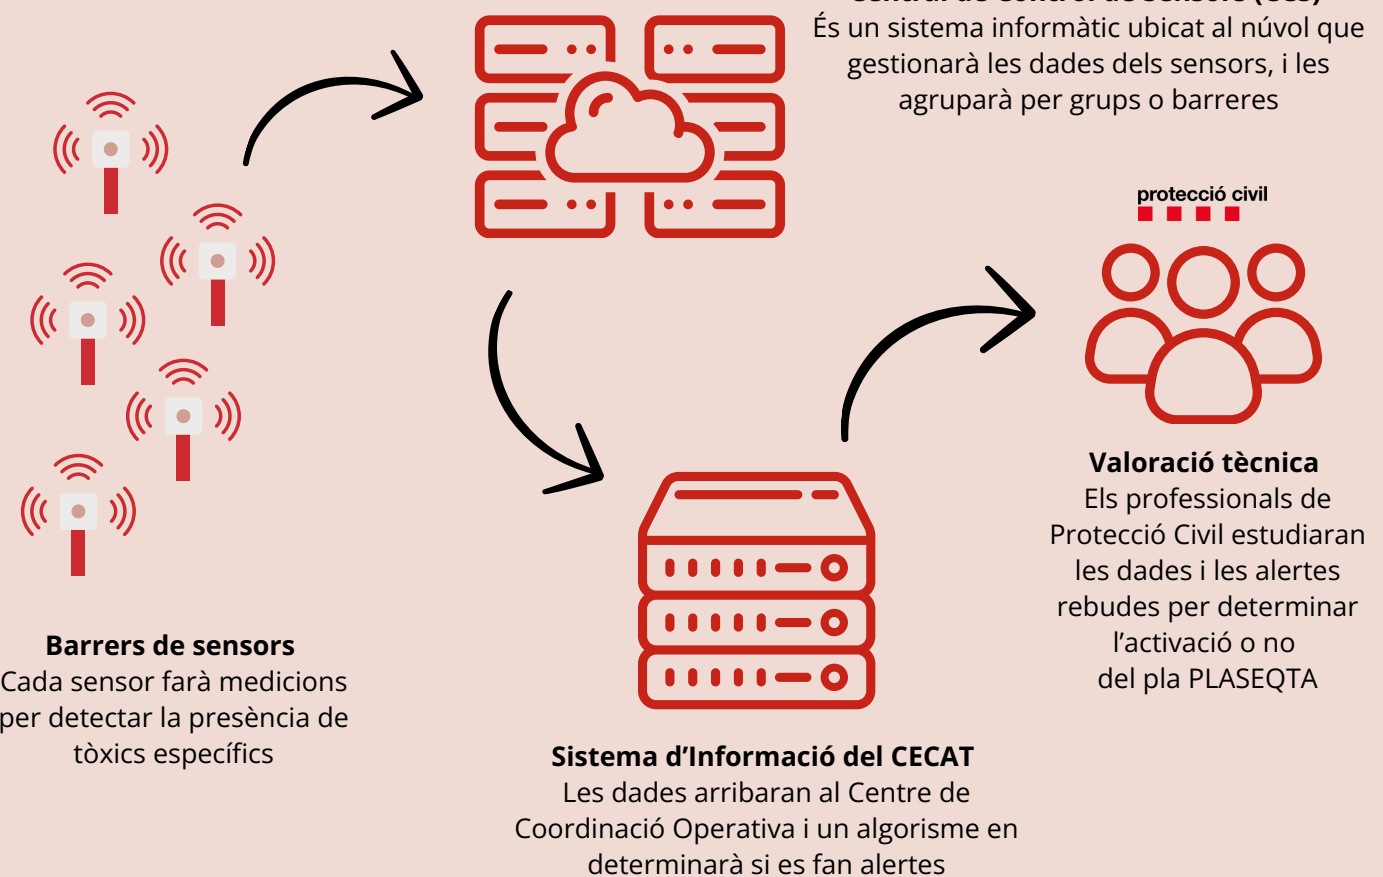 És un sistema informàtic ubicat al núvol que
gestionarà les dades dels sensors, i les
agruparà per grups o barreres
protecció civil
Valoració tècnica
Els professionals de
Protecció Civil estudiaran
les dades i les alertes
rebudes per determinar
l’activació o no
del pla PLASEQTA
Barrers de sensors
Cada sensor farà medicions
per detectar la presència de
tòxics específics
Sistema d’Informació del CECAT
Les dades arribaran al Centre de
Coordinació Operativa i un algorisme en
determinarà si es fan alertes